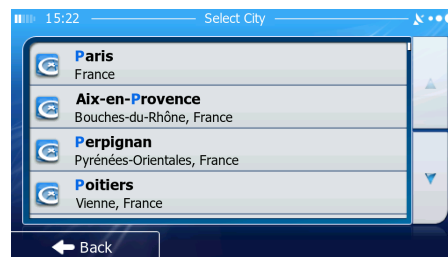 15:22 Select City
Paris
France
Aix-en-Provence
Bouches-du-Rhône, France
Perpignan
Pyrénées-Orientales, France
Poitiers
Vienne, France
Back